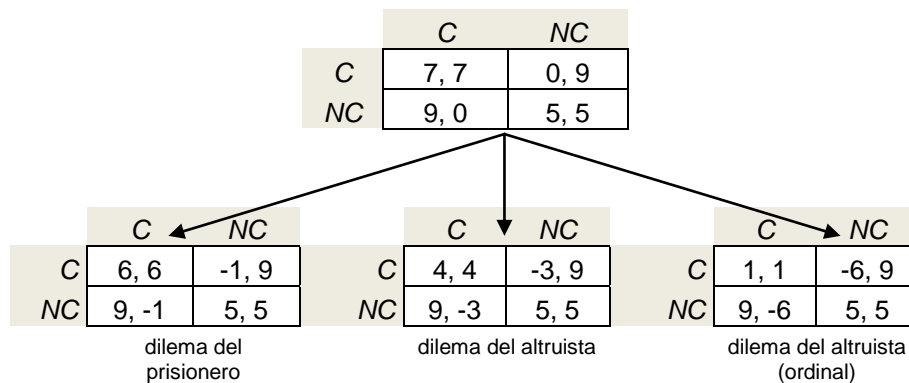 C NC
C 7, 7 0, 9
NC 9, 0 5, 5
C NC C NC C NC
C 6, 6 -1, 9 C 4, 4 -3, 9 C 1, 1 -6, 9
NC 9, -1 5, 5 NC 9, -3 5, 5 NC 9, -6 5, 5
dilema del dilema del altruista dilema del altruista
prisionero (ordinal)